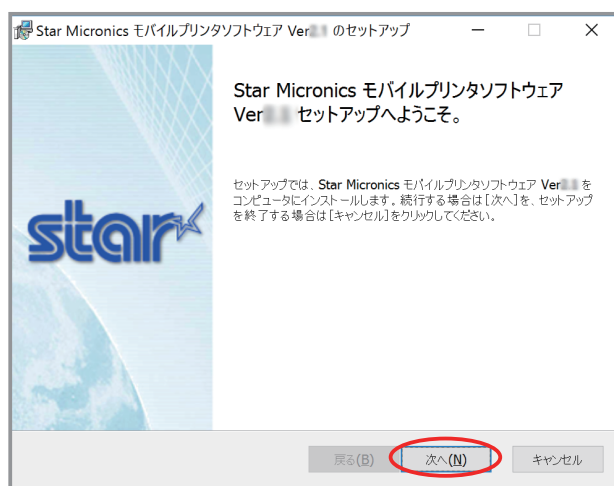 Star Micronics モバイルプリンタソフトウェア Ver のセットアップ
Star Micronics モバイルプリンタソフトウェア
Ver セットアップへようこそ。
セットアップでは、Star Micronics モバイルプリンタソフトウェア Ver を
コンピュータにインストールします。続行する場合は[次へ]を、セットアップ
を終了する場合は[キャンセル]をクリックしてください。
star
戻る(B)
次へ(N)
キャンセル